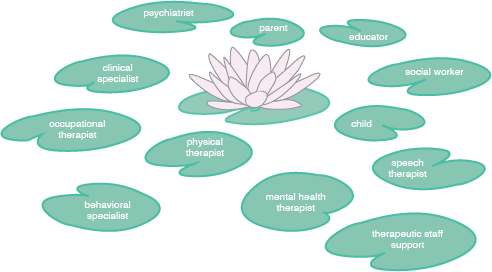 psychiatrist
parent
educator
clinical
specialist
social worker
occupational
therapist
child
physical
therapist
speech
therapist
behavioral
specialist
mental health
therapist
therapeutic staff
support